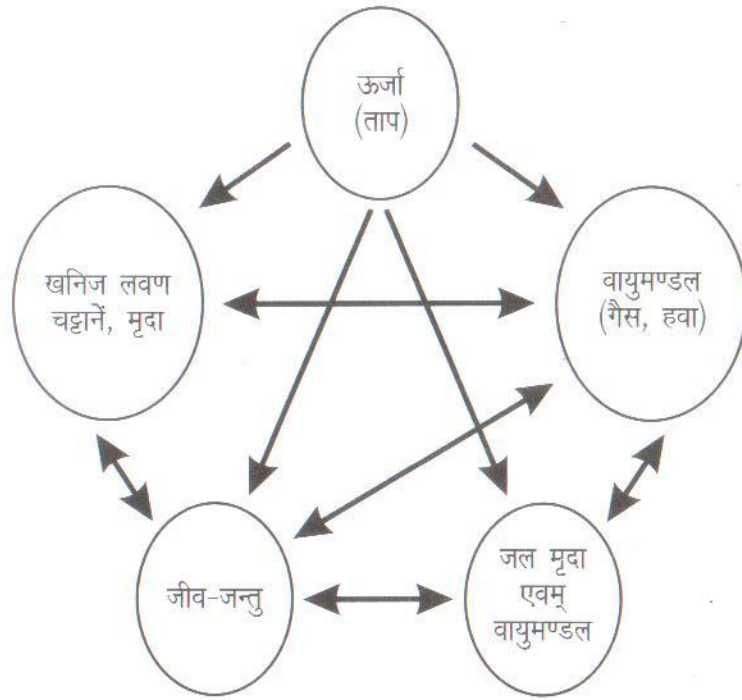 ऊर्जा
(ताप)
खनिज लवण
चट्टानें, मृदा
वायुमण्डल
(गैस, हवा)
जीव-जन्तु
जल मृदा
एवम्
वायुमण्डल